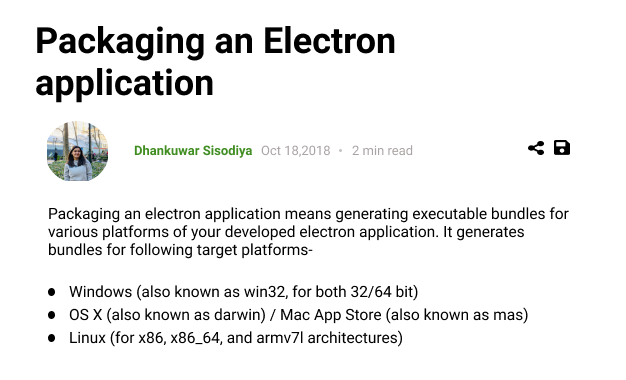 Packaging an Electron
application
Dhankuwar Sisodiya Oct 18,2018 • 2 min read
Packaging an electron application means generating executable bundles for
various platforms of your developed electron application. It generates
bundles for following target platforms-
● Windows (also known as win32, for both 32/64 bit)
● OS X (also known as darwin) / Mac App Store (also known as mas)
● Linux (for x86, x86_64, and armv7l architectures)